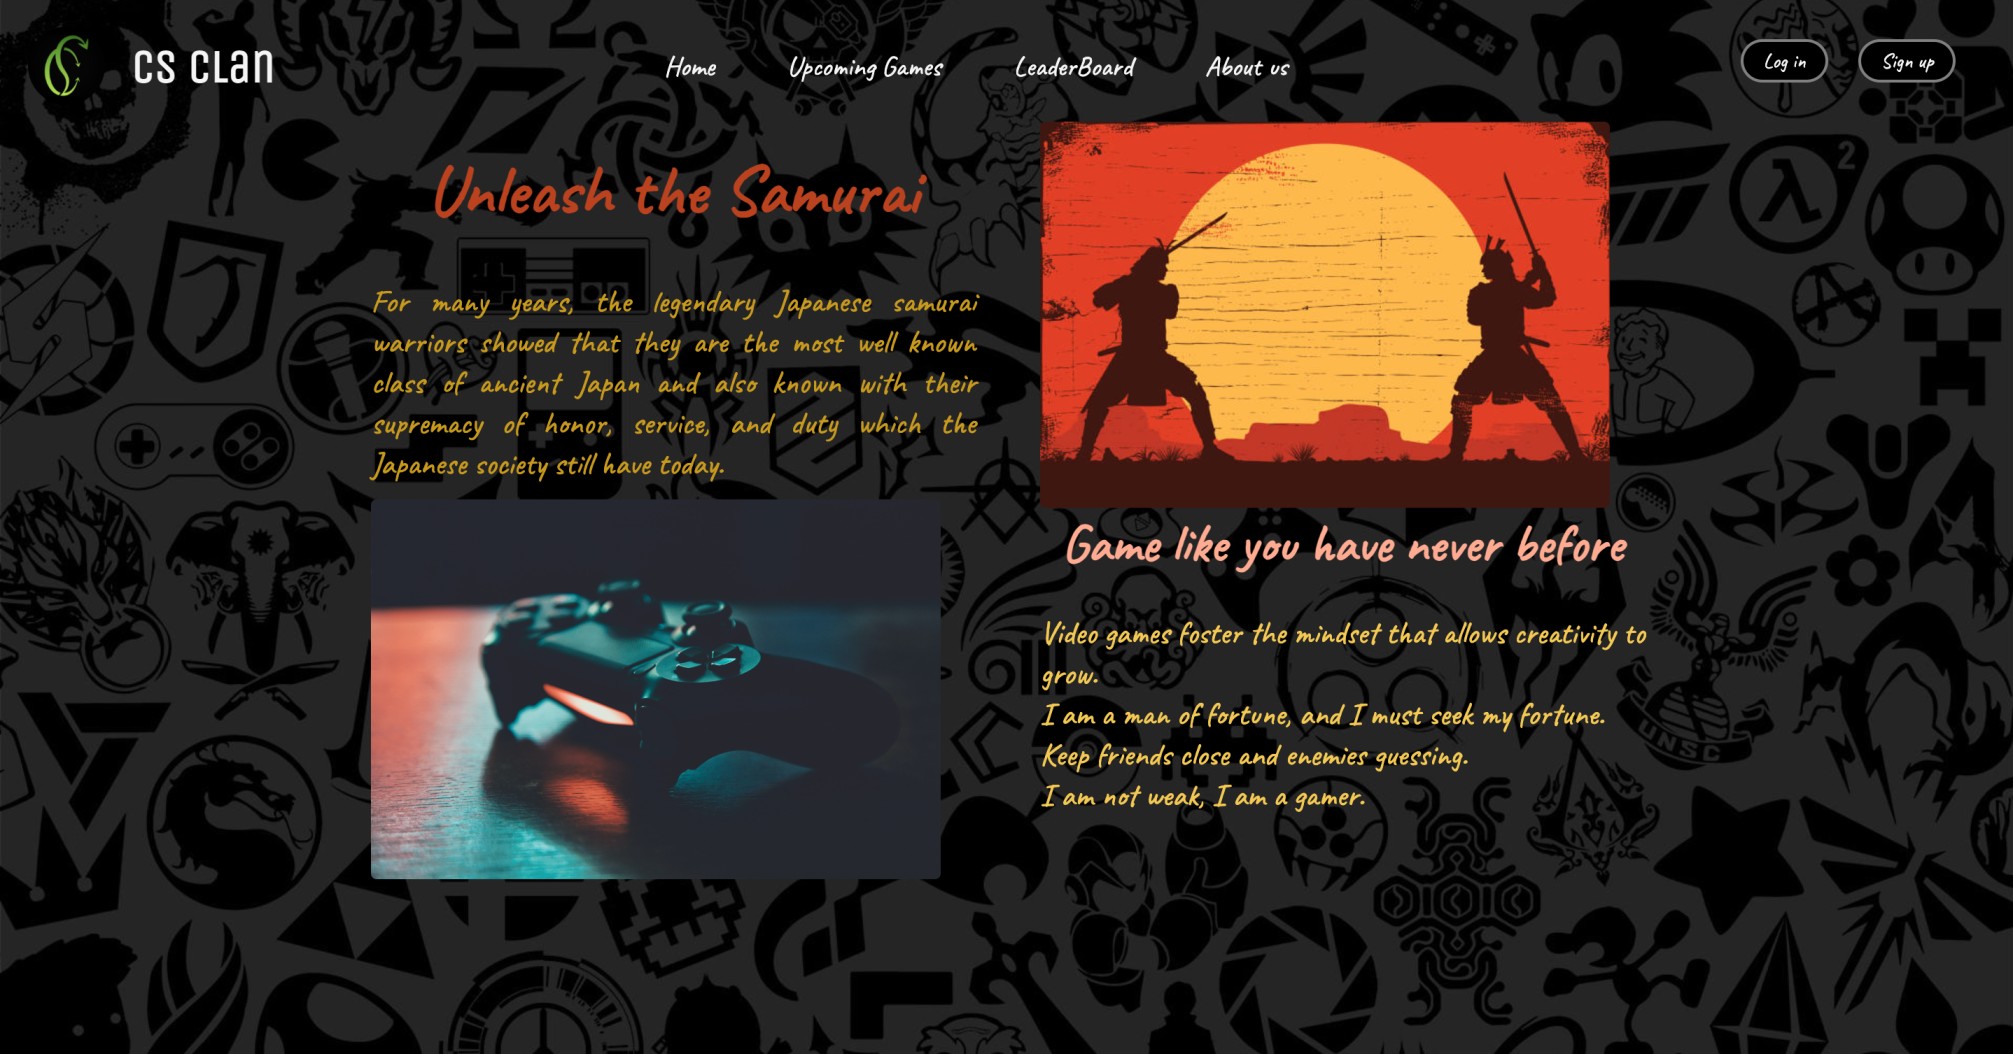 CS CLan
Home
Upcoming Games
LeaderBoard
About us
Log in
Sign up
Unleash the Samurai
For many years, the legendary Japanese samurai
warriors showed that they are the most well known
class of ancient Japan and also known with their
supremacy of honor, service, and duty which the
Japanese society still have today.
Game like you have never before
Video games foster the mindset that allows creativity to
grow.
I am a man of fortune, and I must seek my fortune.
Keep friends close and enemies guessing.
I am not weak, I am a gamer.
λ2
UNSC